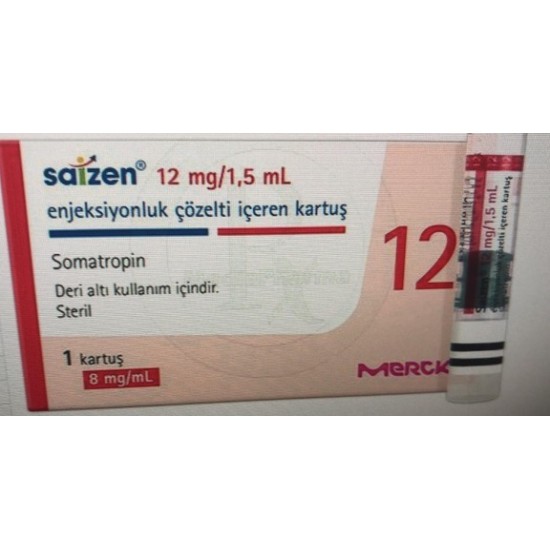 saizen® 12 mg/1,5 mL
enjeksiyonluk çözelti içeren kartuş
Somatropin
Deri altı kullanım içindir.
Steril
1 kartuş
8 mg/mL
12
Merck
12 mg/1,5 mL
içeren kartuş